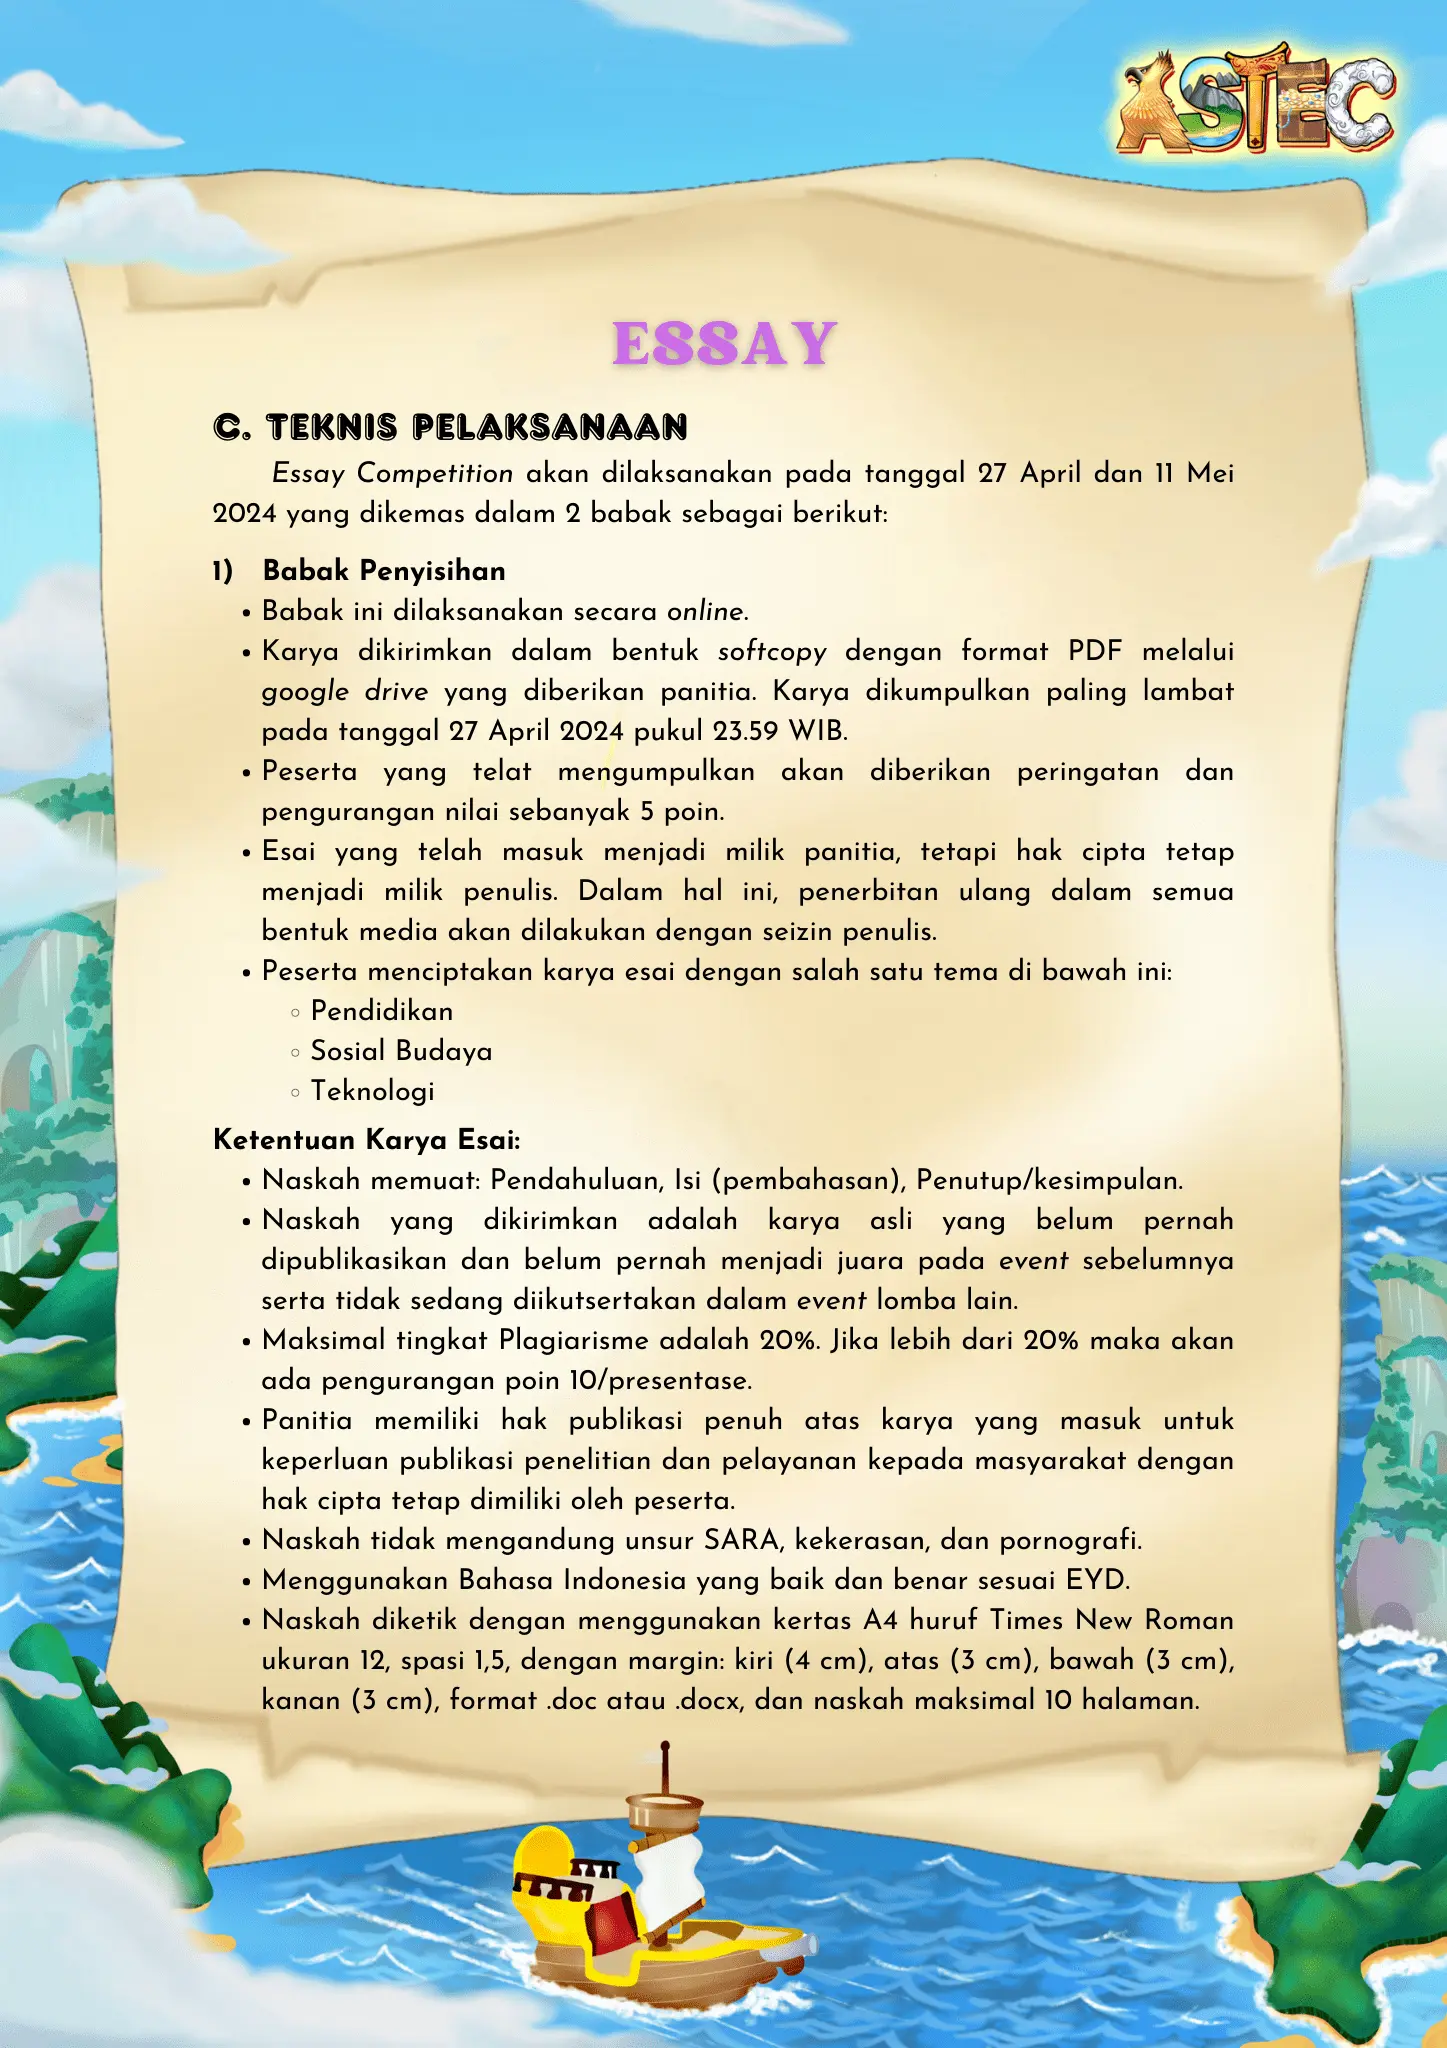 ASTEC
ESSAY
C. TEKNIS PELAKSANAAN
Essay Competition akan dilaksanakan pada tanggal 27 April dan 11 Mei
2024 yang dikemas dalam 2 babak sebagai berikut:
1) Babak Penyisihan
• Babak ini dilaksanakan secara online.
• Karya dikirimkan dalam bentuk softcopy dengan format PDF melalui
google drive yang diberikan panitia. Karya dikumpulkan paling lambat
pada tanggal 27 April 2024 pukul 23.59 WIB.
• Peserta yang telat mengumpulkan akan diberikan peringatan dan
pengurangan nilai sebanyak 5 poin.
• Esai yang telah masuk menjadi milik panitia, tetapi hak cipta tetap
menjadi milik penulis. Dalam hal ini, penerbitan ulang dalam semua
bentuk media akan dilakukan dengan seizin penulis.
• Peserta menciptakan karya esai dengan salah satu tema di bawah ini:
◦ Pendidikan
◦ Sosial Budaya
◦ Teknologi
Ketentuan Karya Esai:
• Naskah memuat: Pendahuluan, Isi (pembahasan), Penutup/kesimpulan.
• Naskah yang dikirimkan adalah karya asli yang belum pernah
dipublikasikan dan belum pernah menjadi juara pada event sebelumnya
serta tidak sedang diikutsertakan dalam event lomba lain.
• Maksimal tingkat Plagiarisme adalah 20%. Jika lebih dari 20% maka akan
ada pengurangan poin 10/presentase.
• Panitia memiliki hak publikasi penuh atas karya yang masuk untuk
keperluan publikasi penelitian dan pelayanan kepada masyarakat dengan
hak cipta tetap dimiliki oleh peserta.
• Naskah tidak mengandung unsur SARA, kekerasan, dan pornografi.
• Menggunakan Bahasa Indonesia yang baik dan benar sesuai EYD.
• Naskah diketik dengan menggunakan kertas A4 huruf Times New Roman
ukuran 12, spasi 1,5, dengan margin: kiri (4 cm), atas (3 cm), bawah (3 cm),
kanan (3 cm), format .doc atau .docx, dan naskah maksimal 10 halaman.